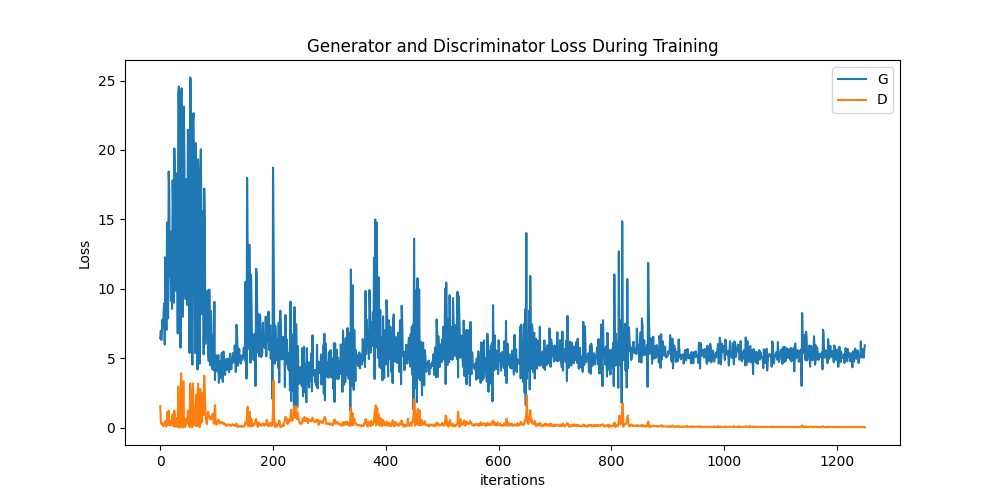 Generator and Discriminator Loss During Training
G
D
25
20
15
10
5
0
Loss
0 200 400 600 800 1000 1200
iterations